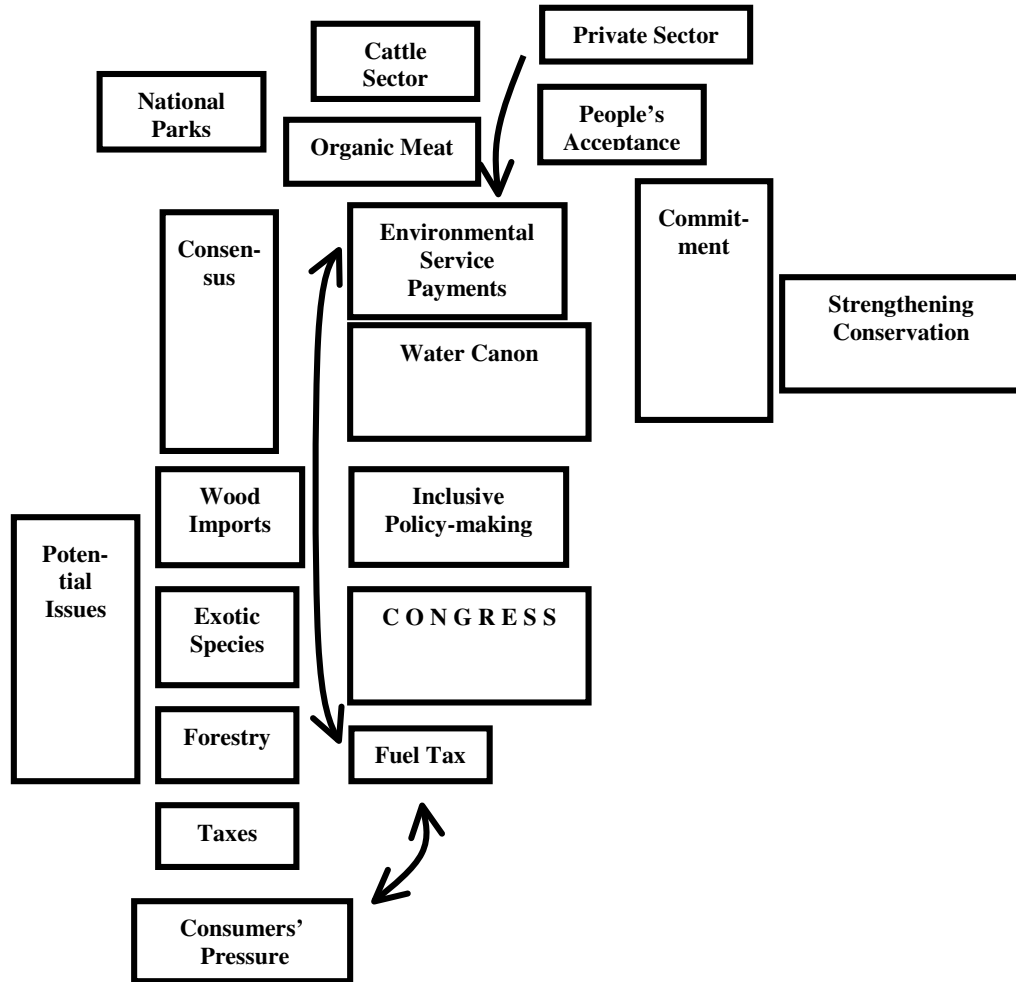 Private Sector
Cattle
Sector
National
Parks
People's
Acceptance
Organic Meat
Environmental
Service
Payments
Commit-
ment
Consen-
sus
Strengthening
Conservation
Water Canon
Wood
Imports
Inclusive
Policy-making
Poten-
tial
Issues
Exotic
Species
C O N G R E S S
Forestry
Fuel Tax
Taxes
Consumers'
Pressure